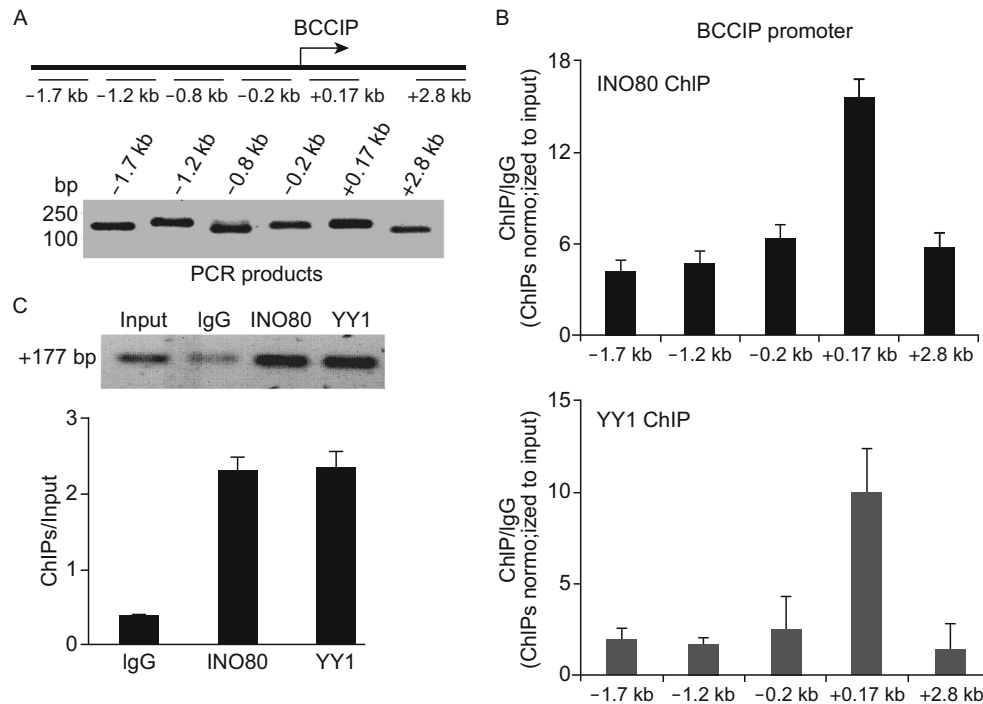 A
BCCIP
−1.7 kb −1.2 kb −0.8 kb −0.2 kb +0.17 kb +2.8 kb
−1.7 kb −1.2 kb −0.8 kb −0.2 kb +0.17 kb +2.8 kb
bp
250
100
PCR products
C
Input IgG INO80 YY1
+177 bp
ChIPs/Input
3
2
1
0
IgG INO80 YY1
B
BCCIP promoter
INO80 ChIP
ChIP/IgG
(ChIPs normo;ized to input)
18
12
6
0
−1.7 kb −1.2 kb −0.2 kb +0.17 kb +2.8 kb
YY1 ChIP
ChIP/IgG
(ChIPs normo;ized to input)
15
10
5
0
−1.7 kb −1.2 kb −0.2 kb +0.17 kb +2.8 kb